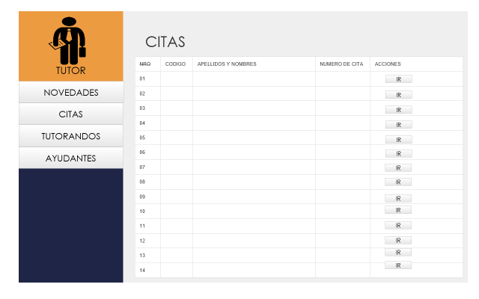 TUTOR
NOVEDADES
CITAS
TUTORANDOS
AYUDANTES
CITAS
NRO CODIGO APELLIDOS Y NOMBRES NUMERO DE CITA ACCIONES
01 IR
02 IR
03 IR
04 IR
05 IR
06 IR
07 IR
08 IR
09 IR
10 IR
11 IR
12 IR
13 IR
14 IR